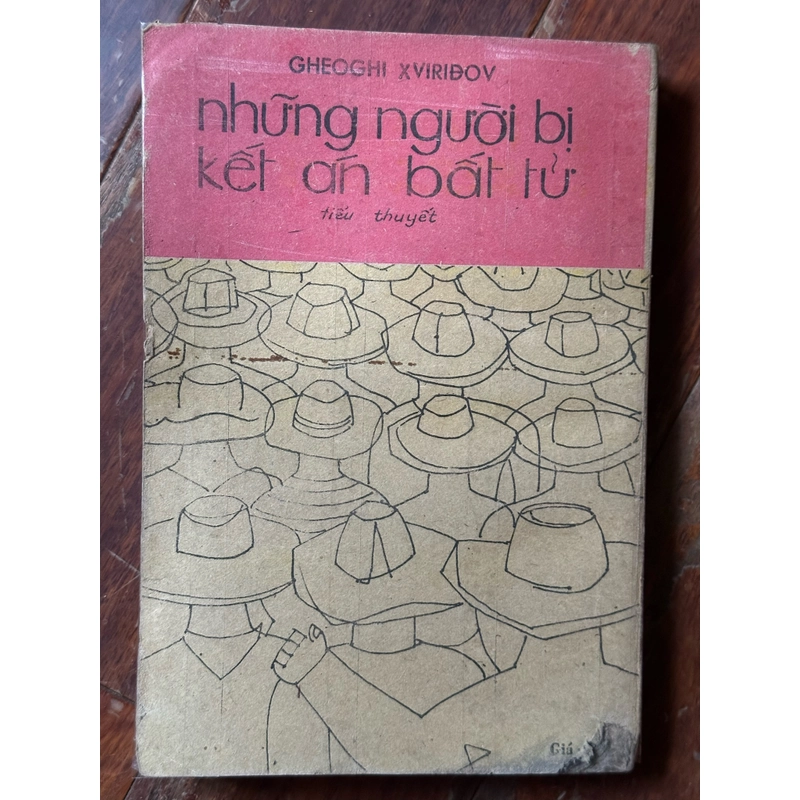 GHEOGHI XVIRIĐOV
những người bị
kết án bất tử
tiểu thuyết
Giá